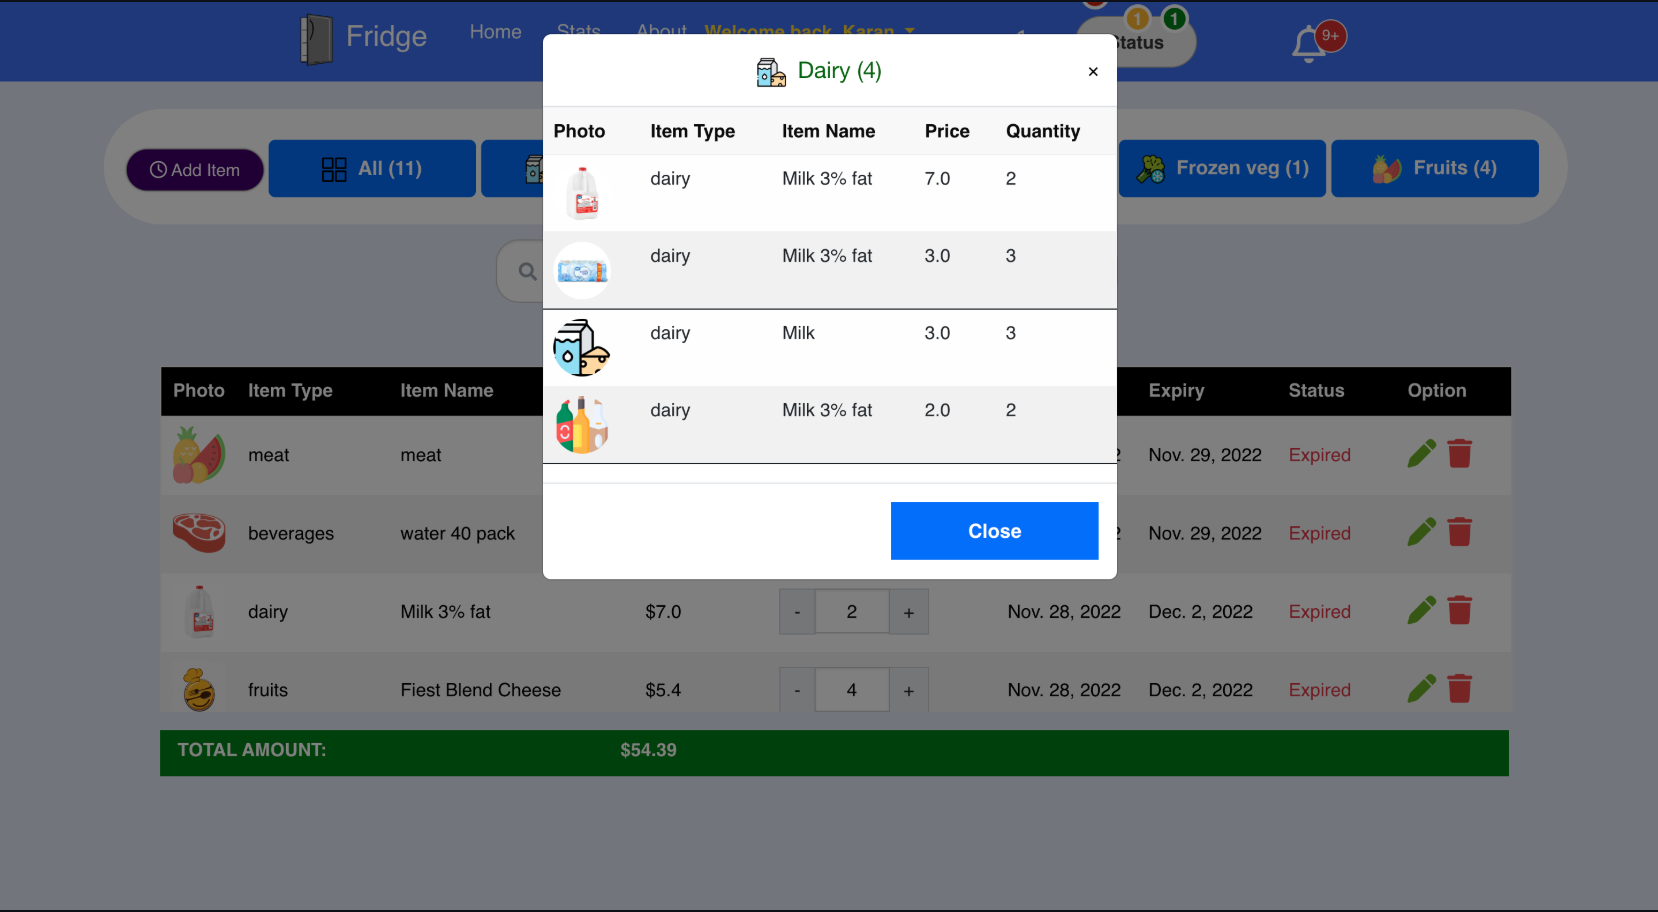 Fridge
Home
Stats
About
Welcome back, Karan
1
1
Status
9+
Dairy (4)
×
Add Item
All (11)
Frozen veg (1)
Fruits (4)
Photo Item Type Item Name Price Quantity
dairy Milk 3% fat 7.0 2
dairy Milk 3% fat 3.0 3
dairy Milk 3.0 3
dairy Milk 3% fat 2.0 2
Close
Photo Item Type Item Name Expiry Status Option
meat meat Nov. 29, 2022 Expired
beverages water 40 pack Nov. 29, 2022 Expired
dairy Milk 3% fat $7.0 - 2 + Nov. 28, 2022 Dec. 2, 2022 Expired
fruits Fiest Blend Cheese $5.4 - 4 + Nov. 28, 2022 Dec. 2, 2022 Expired
TOTAL AMOUNT: $54.39